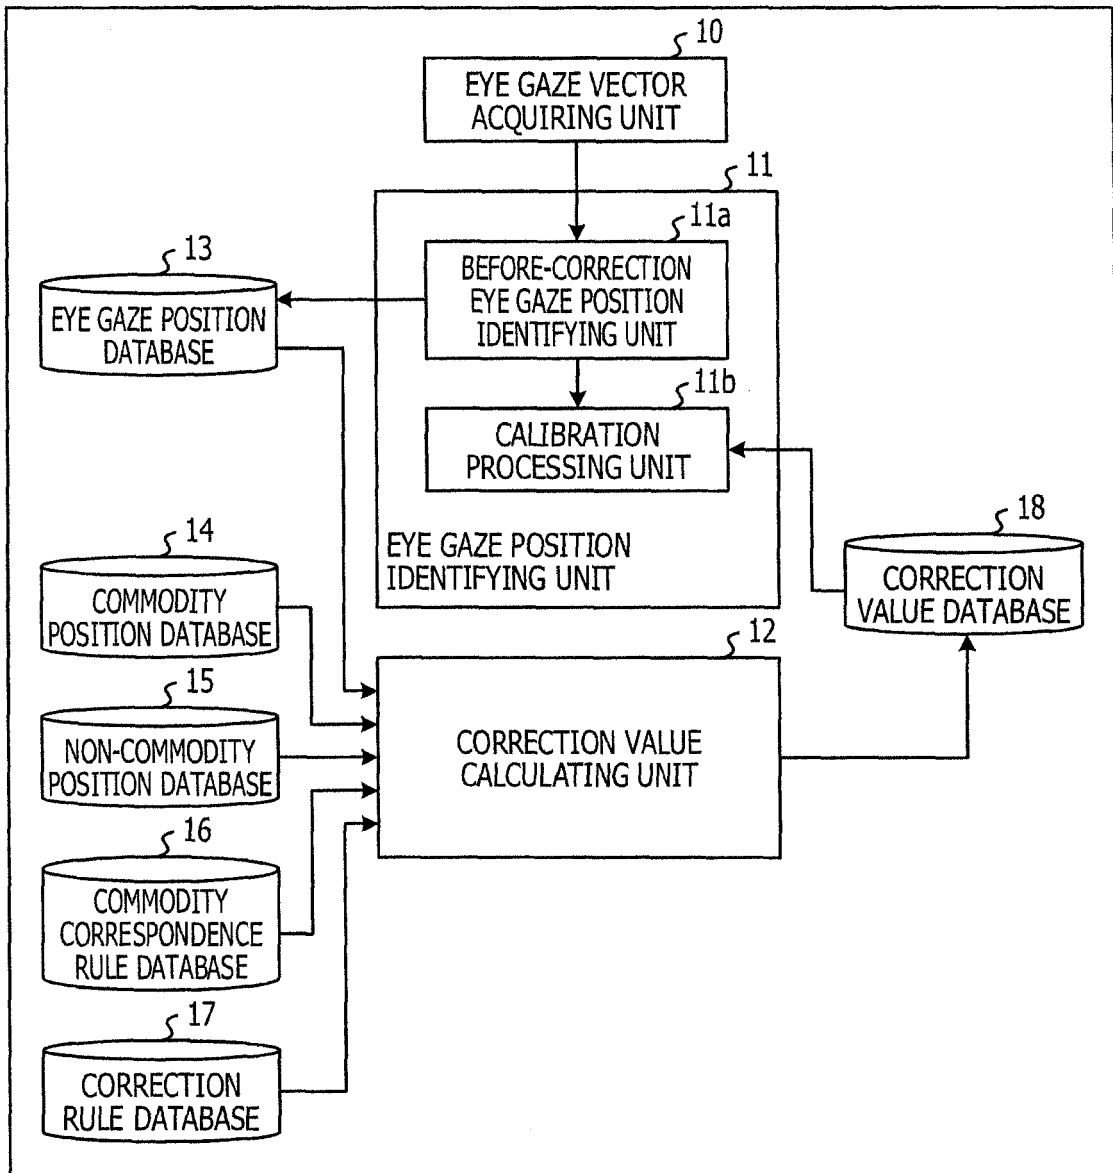 10
EYE GAZE VECTOR
ACQUIRING UNIT
11
11a
BEFORE-CORRECTION
EYE GAZE POSITION
IDENTIFYING UNIT
13
EYE GAZE POSITION
DATABASE
11b
CALIBRATION
PROCESSING UNIT
EYE GAZE POSITION
IDENTIFYING UNIT
18
CORRECTION
VALUE DATABASE
14
COMMODITY
POSITION DATABASE
12
CORRECTION VALUE
CALCULATING UNIT
15
NON-COMMODITY
POSITION DATABASE
16
COMMODITY
CORRESPONDENCE
RULE DATABASE
17
CORRECTION
RULE DATABASE